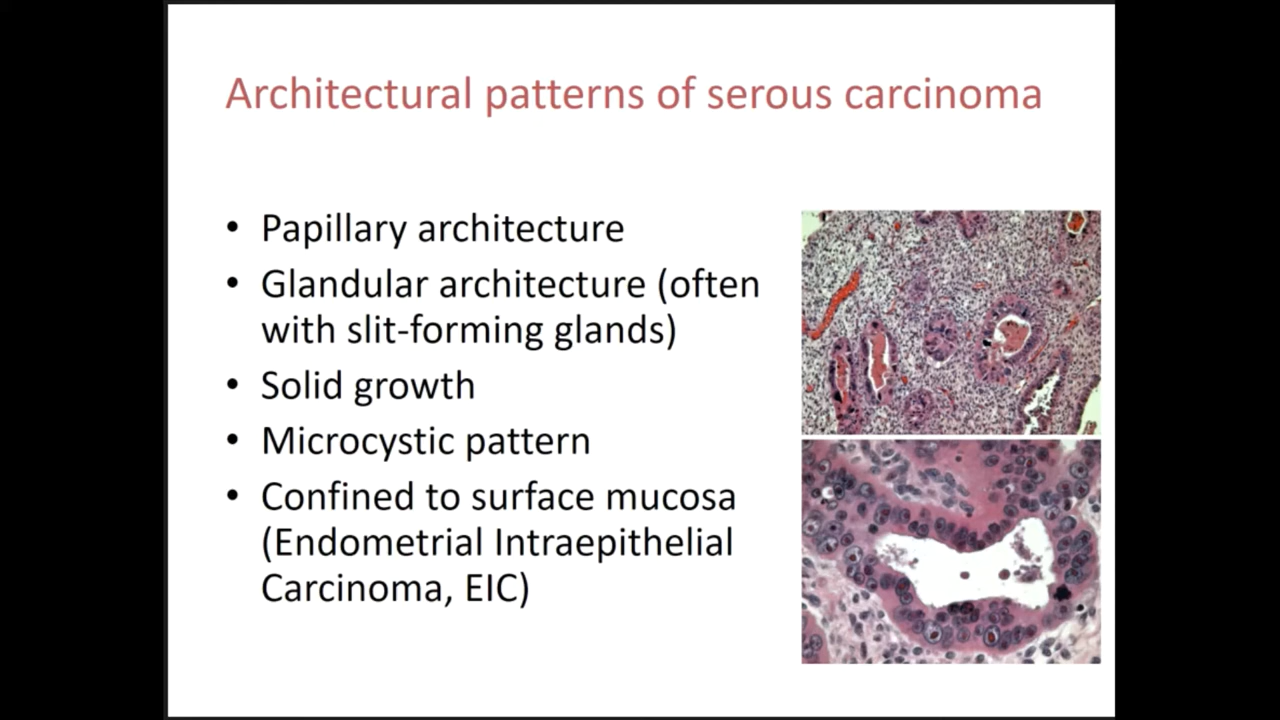 Architectural patterns of serous carcinoma
• Papillary architecture
• Glandular architecture (often
with slit-forming glands)
• Solid growth
• Microcystic pattern
• Confined to surface mucosa
(Endometrial Intraepithelial
Carcinoma, EIC)